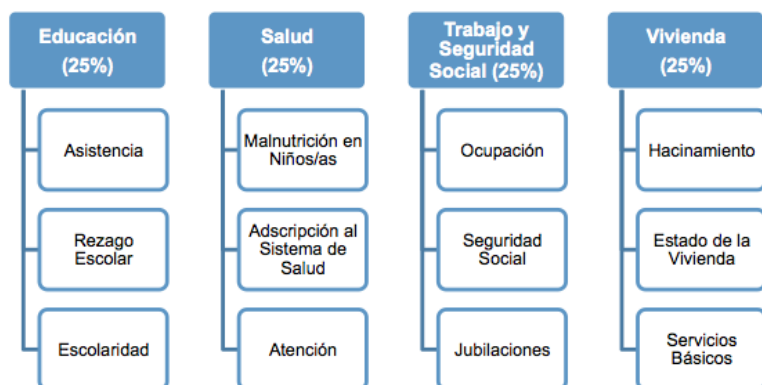 Educación
(25%)
Asistencia
Rezago
Escolar
Escolaridad
Salud
(25%)
Malnutrición en
Niños/as
Adscripción al
Sistema de
Salud
Atención
Trabajo y
Seguridad
Social (25%)
Ocupación
Seguridad
Social
Jubilaciones
Vivienda
(25%)
Hacinamiento
Estado de la
Vivienda
Servicios
Básicos